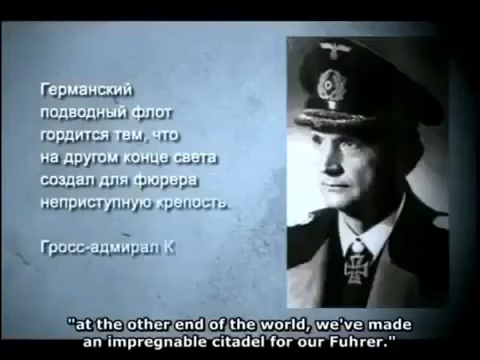 Германский
подводный флот
гордится тем, что
на другом конце света
создал для фюрера
неприступную крепость.
Гросс-адмирал К
"at the other end of the world, we've made
an impregnable citadel for our Fuhrer."